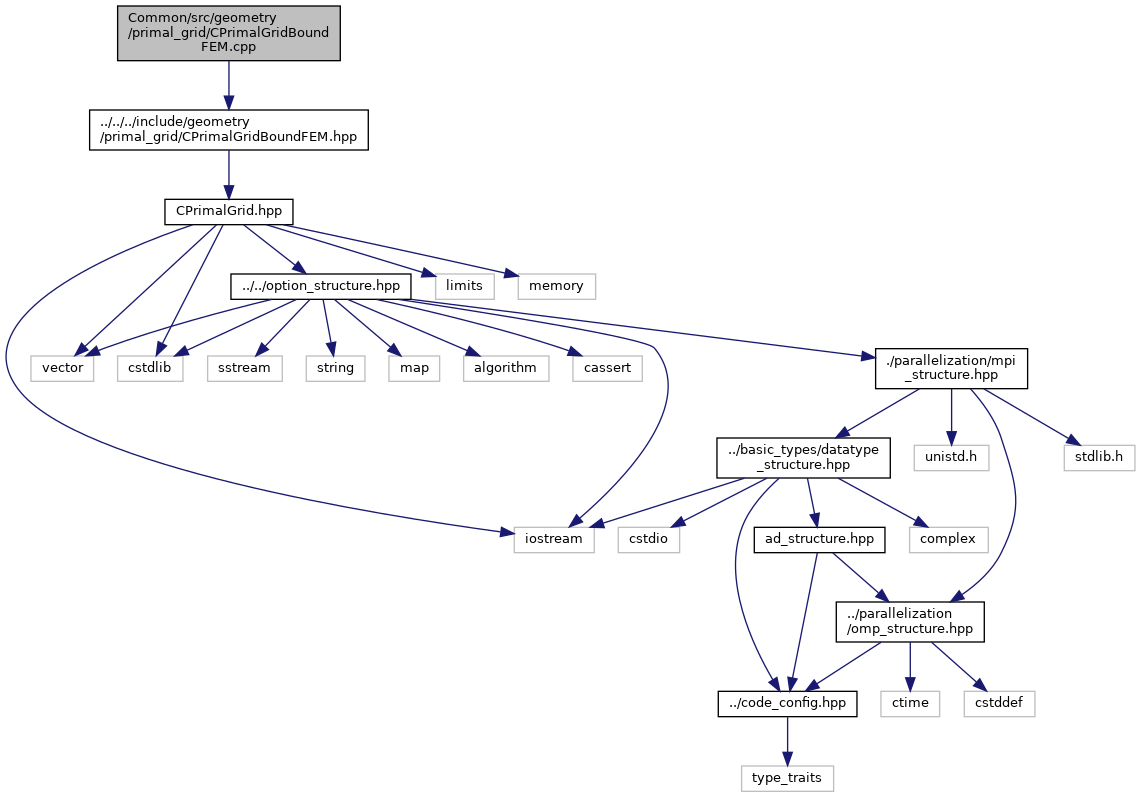 Common/src/geometry
/primal_grid/CPrimalGridBound
FEM.cpp
../../../include/geometry
/primal_grid/CPrimalGridBoundFEM.hpp
CPrimalGrid.hpp
../../option_structure.hpp
limits
memory
vector
cstdlib
sstream
string
map
algorithm
cassert
./parallelization/mpi
_structure.hpp
../basic_types/datatype
_structure.hpp
unistd.h
stdlib.h
iostream
cstdio
ad_structure.hpp
complex
../parallelization
/omp_structure.hpp
../code_config.hpp
ctime
cstddef
type_traits